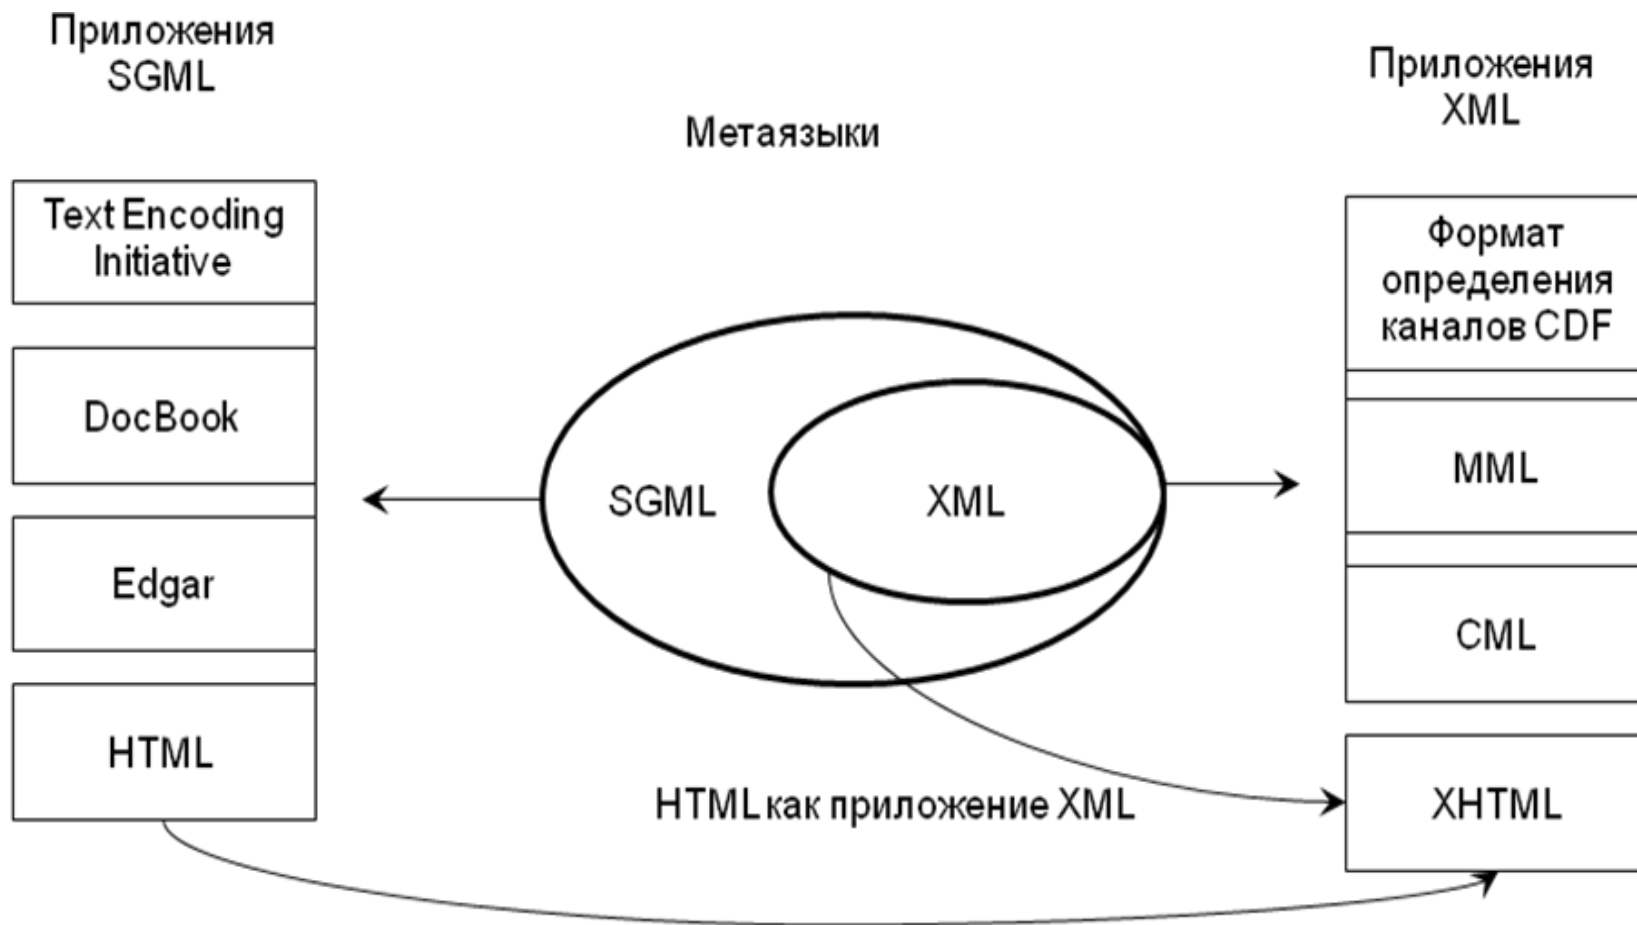 Приложения
SGML
Метаязыки
Приложения
XML
Text Encoding
Initiative
DocBook
Edgar
HTML
SGML
XML
HTML как приложение XML
Формат
определения
каналов CDF
MML
CML
XHTML